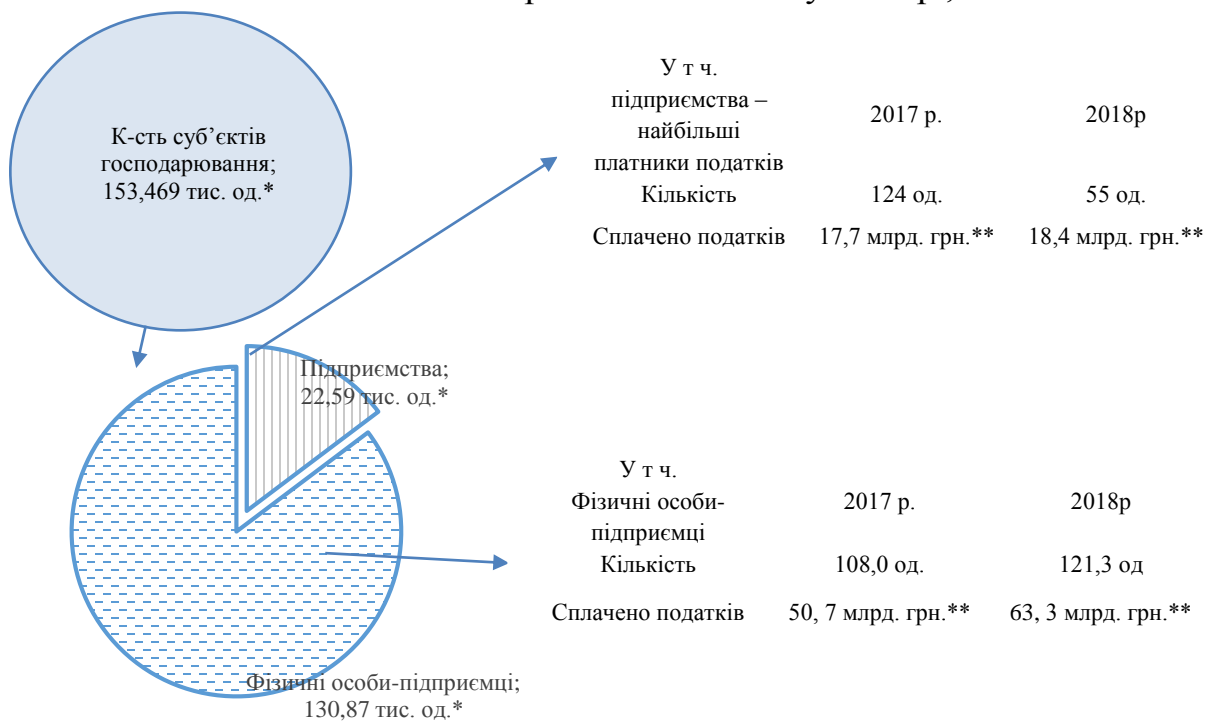 К-сть суб’єктів
господарювання;
153,469 тис. од.*
У т ч.
підприємства –
найбільші
платники податків
2017 р.
2018р
Кількість
124 од.
55 од.
Сплачено податків
17,7 млрд. грн.**
18,4 млрд. грн.**
Підприємства;
22,59 тис. од.*
У т ч.
Фізичні особи-
підприємці
2017 р.
2018р
Кількість
108,0 од.
121,3 од
Сплачено податків
50, 7 млрд. грн.**
63, 3 млрд. грн.**
Фізичні особи-підприємці;
130,87 тис. од.*